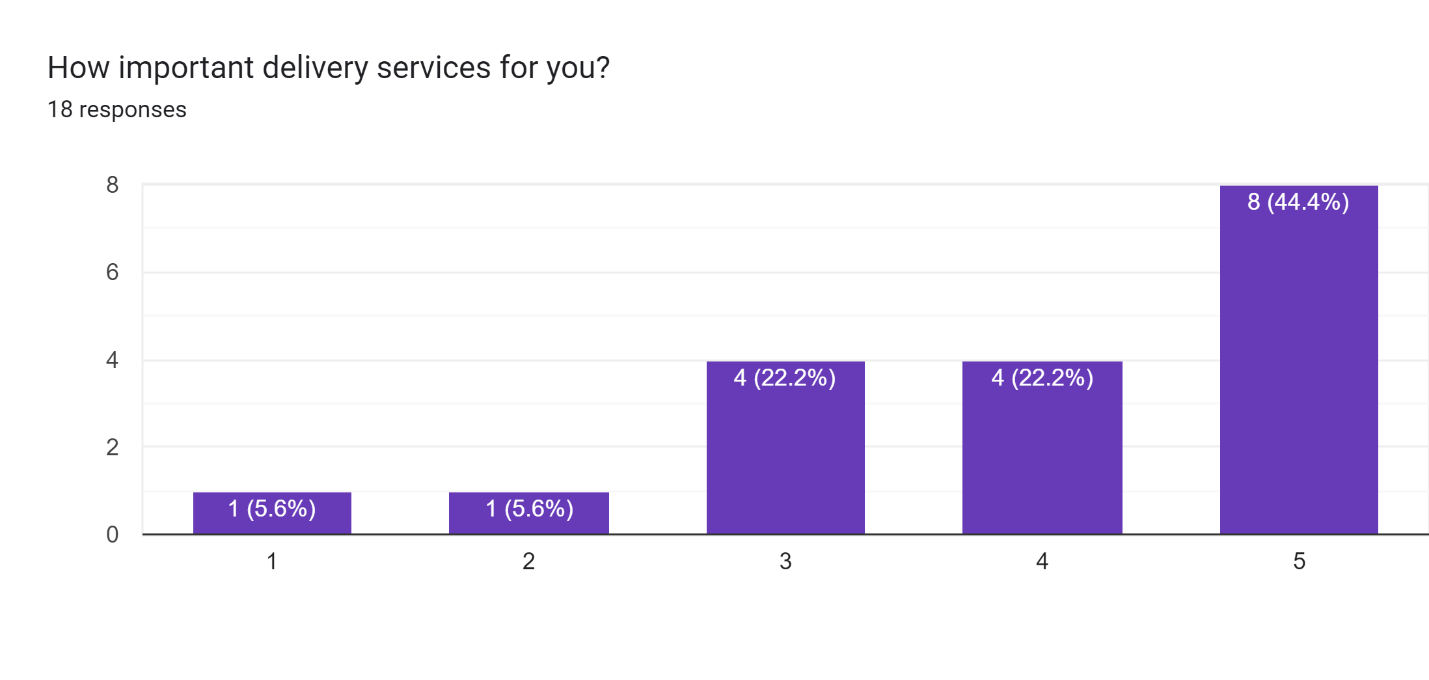 How important delivery services for you?
18 responses
8
8 (44.4%)
6
4
4 (22.2%) 4 (22.2%)
2
1 (5.6%) 1 (5.6%)
0
1 2 3 4 5